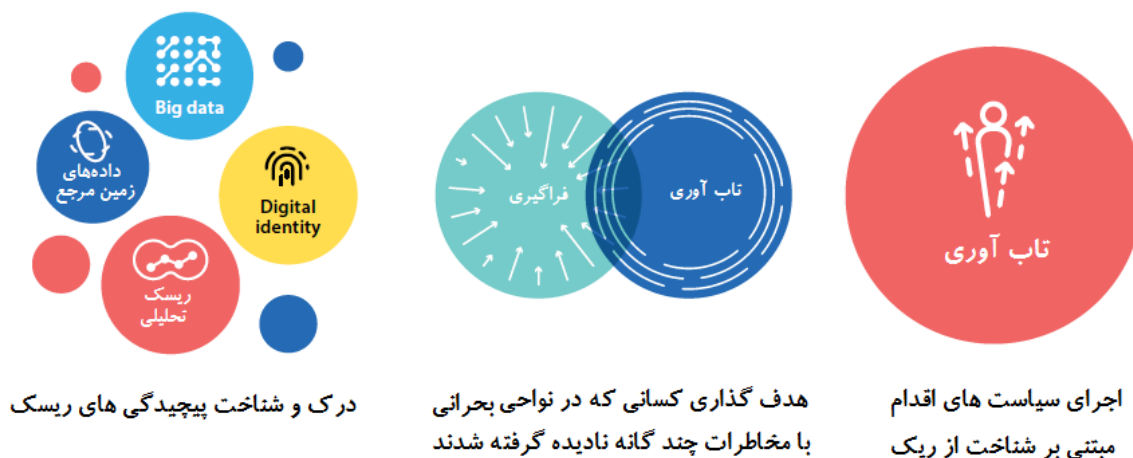 Big data
داده‌های
زمین مرجع
Digital
identity
ریسک
تحلیلی
درک و شناخت پیچیدگی های ریسک
فراگیری
تاب آوری
هدف گذاری کسانی که در نواحی بحرانی
با مخاطرات چند گانه نادیده گرفته شدند
تاب آوری
اجرای سیاست های اقدام
مبتنی بر شناخت از ریک